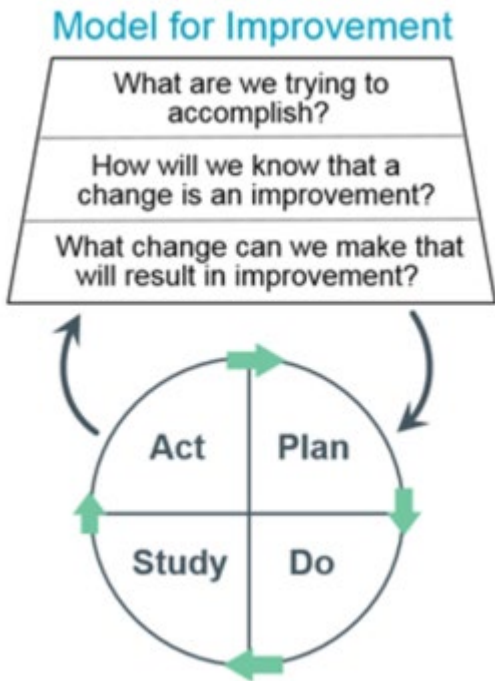 Model for Improvement
What are we trying to
accomplish?
How will we know that a
change is an improvement?
What change can we make that
will result in improvement?
Act
Plan
Study
Do